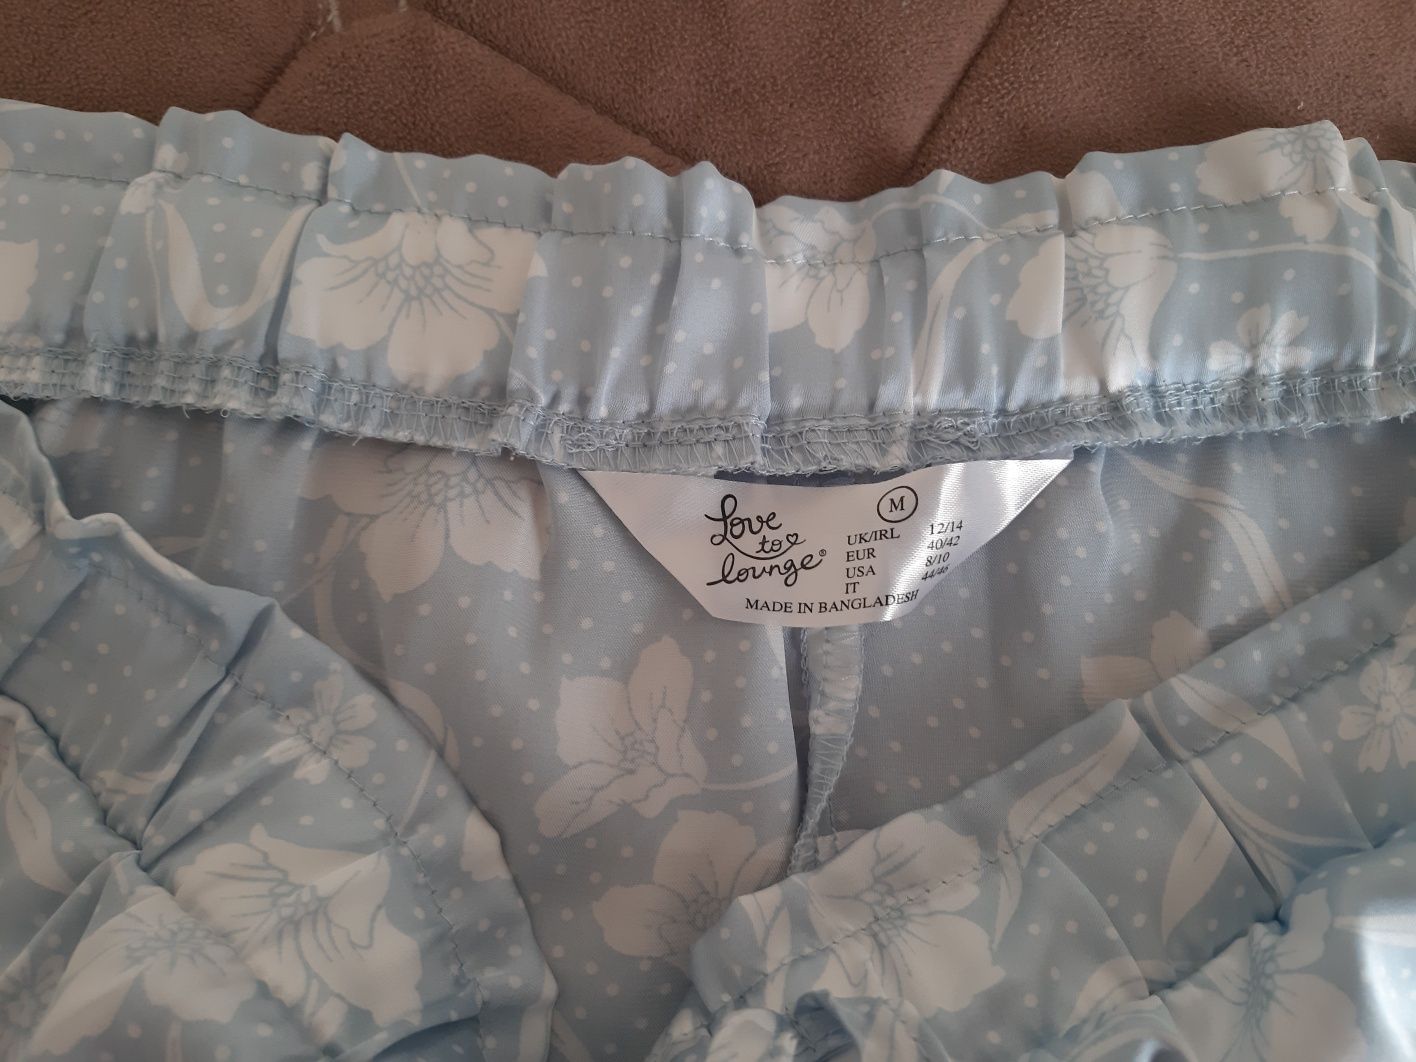 Love
to
lounge®
M
UK/IRL 12/14
EUR 40/42
USA 8/10
IT 44/46
MADE IN BANGLADESH